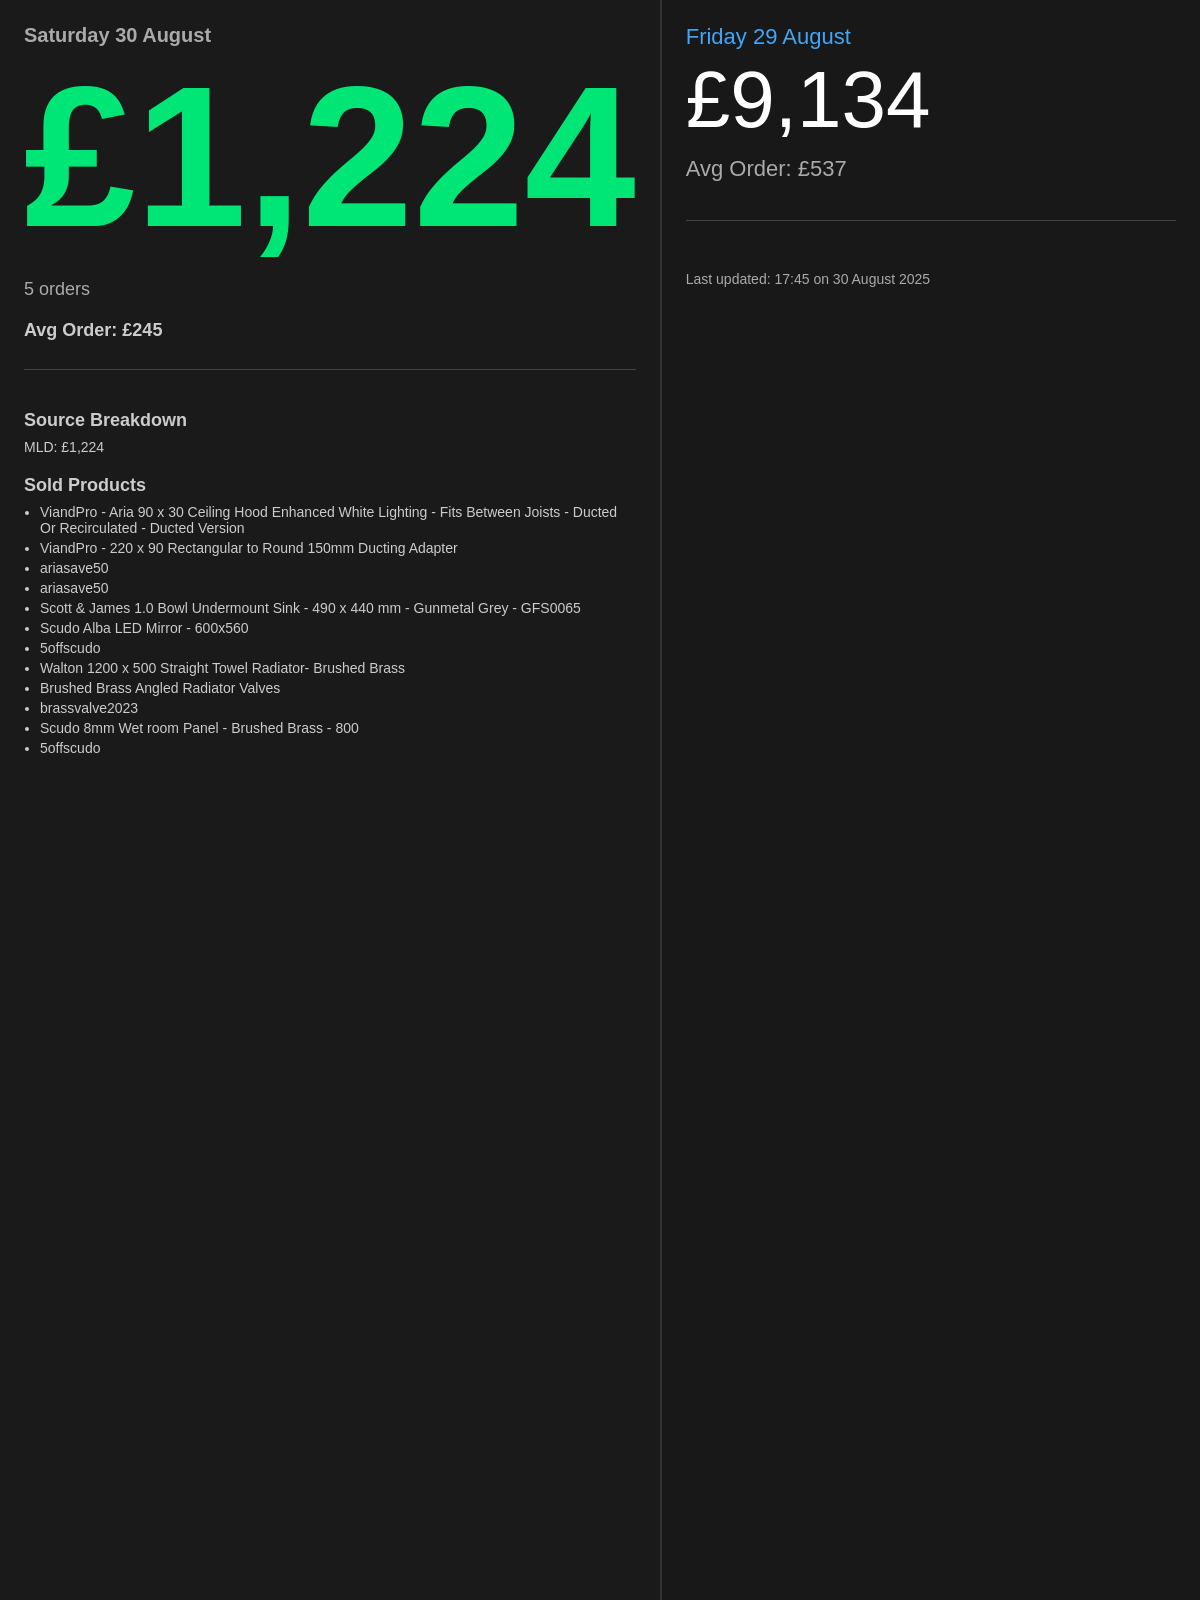 Saturday 30 August
£1,224
5 orders
Avg Order: £245
Source Breakdown
MLD: £1,224
Sold Products
• ViandPro - Aria 90 x 30 Ceiling Hood Enhanced White Lighting - Fits Between Joists - Ducted
Or Recirculated - Ducted Version
• ViandPro - 220 x 90 Rectangular to Round 150mm Ducting Adapter
• ariasave50
• ariasave50
• Scott & James 1.0 Bowl Undermount Sink - 490 x 440 mm - Gunmetal Grey - GFS0065
• Scudo Alba LED Mirror - 600x560
• 5offscudo
• Walton 1200 x 500 Straight Towel Radiator- Brushed Brass
• Brushed Brass Angled Radiator Valves
• brassvalve2023
• Scudo 8mm Wet room Panel - Brushed Brass - 800
• 5offscudo
Friday 29 August
£9,134
Avg Order: £537
Last updated: 17:45 on 30 August 2025